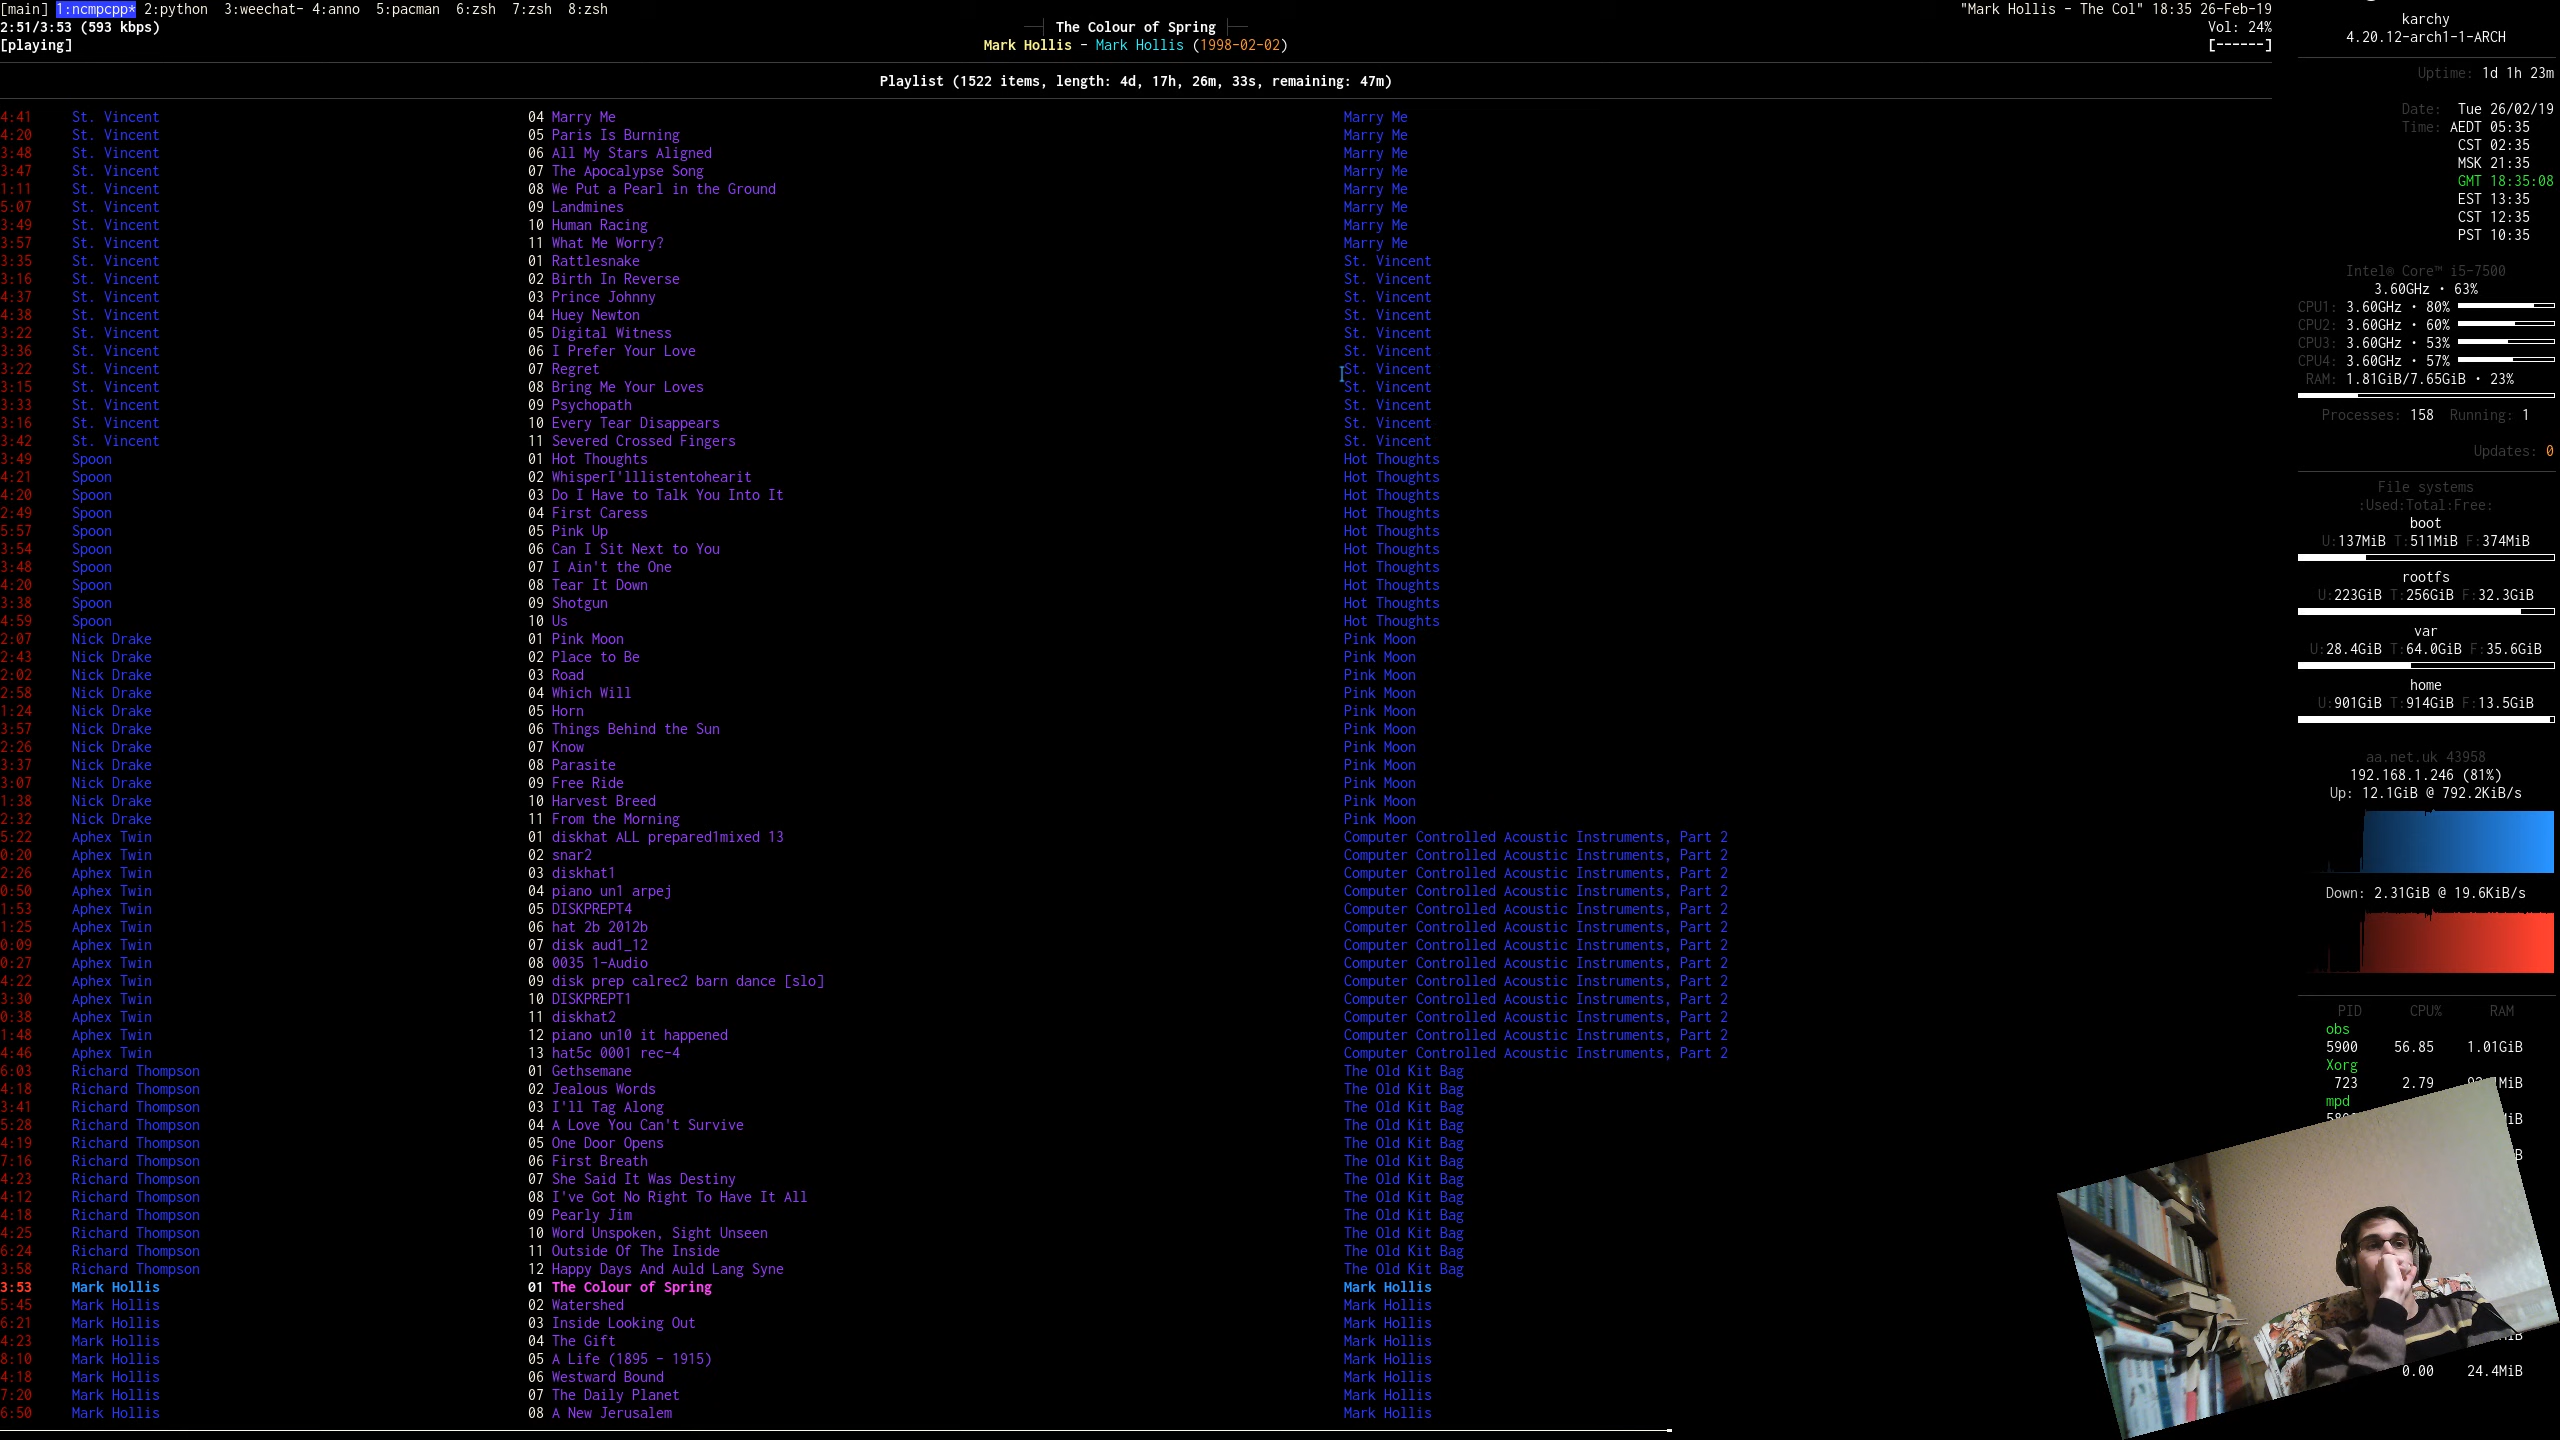 [main] 1:ncmpcpp* 2:python  3:weechat- 4:anno  5:pacman  6:zsh  7:zsh  8:zsh "Mark Hollis - The Col" 18:35 26-Feb-19
2:51/3:53 (593 kbps) The Colour of Spring Vol: 24%
[playing] Mark Hollis - Mark Hollis (1998-02-02) [------]
Playlist (1522 items, length: 4d, 17h, 26m, 33s, remaining: 47m)
4:41 St. Vincent 04 Marry Me Marry Me
4:20 St. Vincent 05 Paris Is Burning Marry Me
3:48 St. Vincent 06 All My Stars Aligned Marry Me
3:47 St. Vincent 07 The Apocalypse Song Marry Me
1:11 St. Vincent 08 We Put a Pearl in the Ground Marry Me
5:07 St. Vincent 09 Landmines Marry Me
3:49 St. Vincent 10 Human Racing Marry Me
3:57 St. Vincent 11 What Me Worry? Marry Me
3:35 St. Vincent 01 Rattlesnake St. Vincent
3:16 St. Vincent 02 Birth In Reverse St. Vincent
4:37 St. Vincent 03 Prince Johnny St. Vincent
4:38 St. Vincent 04 Huey Newton St. Vincent
3:22 St. Vincent 05 Digital Witness St. Vincent
3:36 St. Vincent 06 I Prefer Your Love St. Vincent
3:22 St. Vincent 07 Regret St. Vincent
3:15 St. Vincent 08 Bring Me Your Loves St. Vincent
3:33 St. Vincent 09 Psychopath St. Vincent
3:16 St. Vincent 10 Every Tear Disappears St. Vincent
3:42 St. Vincent 11 Severed Crossed Fingers St. Vincent
3:49 Spoon 01 Hot Thoughts Hot Thoughts
4:21 Spoon 02 WhisperI'lllistentohearit Hot Thoughts
4:20 Spoon 03 Do I Have to Talk You Into It Hot Thoughts
2:49 Spoon 04 First Caress Hot Thoughts
5:57 Spoon 05 Pink Up Hot Thoughts
3:54 Spoon 06 Can I Sit Next to You Hot Thoughts
3:48 Spoon 07 I Ain't the One Hot Thoughts
4:20 Spoon 08 Tear It Down Hot Thoughts
3:38 Spoon 09 Shotgun Hot Thoughts
4:59 Spoon 10 Us Hot Thoughts
2:07 Nick Drake 01 Pink Moon Pink Moon
2:43 Nick Drake 02 Place to Be Pink Moon
2:02 Nick Drake 03 Road Pink Moon
2:58 Nick Drake 04 Which Will Pink Moon
1:24 Nick Drake 05 Horn Pink Moon
3:57 Nick Drake 06 Things Behind the Sun Pink Moon
2:26 Nick Drake 07 Know Pink Moon
3:37 Nick Drake 08 Parasite Pink Moon
3:07 Nick Drake 09 Free Ride Pink Moon
1:38 Nick Drake 10 Harvest Breed Pink Moon
2:32 Nick Drake 11 From the Morning Pink Moon
5:22 Aphex Twin 01 diskhat ALL prepared1mixed 13 Computer Controlled Acoustic Instruments, Part 2
0:20 Aphex Twin 02 snar2 Computer Controlled Acoustic Instruments, Part 2
2:26 Aphex Twin 03 diskhat1 Computer Controlled Acoustic Instruments, Part 2
0:50 Aphex Twin 04 piano un1 arpej Computer Controlled Acoustic Instruments, Part 2
1:53 Aphex Twin 05 DISKPREPT4 Computer Controlled Acoustic Instruments, Part 2
1:25 Aphex Twin 06 hat 2b 2012b Computer Controlled Acoustic Instruments, Part 2
0:09 Aphex Twin 07 disk aud1_12 Computer Controlled Acoustic Instruments, Part 2
0:27 Aphex Twin 08 0035 1-Audio Computer Controlled Acoustic Instruments, Part 2
4:22 Aphex Twin 09 disk prep calrec2 barn dance [slo] Computer Controlled Acoustic Instruments, Part 2
3:30 Aphex Twin 10 DISKPREPT1 Computer Controlled Acoustic Instruments, Part 2
0:38 Aphex Twin 11 diskhat2 Computer Controlled Acoustic Instruments, Part 2
1:48 Aphex Twin 12 piano un10 it happened Computer Controlled Acoustic Instruments, Part 2
4:46 Aphex Twin 13 hat5c 0001 rec-4 Computer Controlled Acoustic Instruments, Part 2
6:03 Richard Thompson 01 Gethsemane The Old Kit Bag
4:18 Richard Thompson 02 Jealous Words The Old Kit Bag
3:41 Richard Thompson 03 I'll Tag Along The Old Kit Bag
5:28 Richard Thompson 04 A Love You Can't Survive The Old Kit Bag
4:19 Richard Thompson 05 One Door Opens The Old Kit Bag
7:16 Richard Thompson 06 First Breath The Old Kit Bag
4:23 Richard Thompson 07 She Said It Was Destiny The Old Kit Bag
4:12 Richard Thompson 08 I've Got No Right To Have It All The Old Kit Bag
4:18 Richard Thompson 09 Pearly Jim The Old Kit Bag
4:25 Richard Thompson 10 Word Unspoken, Sight Unseen The Old Kit Bag
6:24 Richard Thompson 11 Outside Of The Inside The Old Kit Bag
3:58 Richard Thompson 12 Happy Days And Auld Lang Syne The Old Kit Bag
3:53 Mark Hollis 01 The Colour of Spring Mark Hollis
5:45 Mark Hollis 02 Watershed Mark Hollis
6:21 Mark Hollis 03 Inside Looking Out Mark Hollis
4:23 Mark Hollis 04 The Gift Mark Hollis
8:10 Mark Hollis 05 A Life (1895 - 1915) Mark Hollis
4:18 Mark Hollis 06 Westward Bound Mark Hollis
7:20 Mark Hollis 07 The Daily Planet Mark Hollis
6:50 Mark Hollis 08 A New Jerusalem Mark Hollis
karchy
4.20.12-arch1-1-ARCH
Uptime: 1d 1h 23m
Date: Tue 26/02/19
Time: AEDT 05:35
CST 02:35
MSK 21:35
GMT 18:35:08
EST 13:35
CST 12:35
PST 10:35
Intel® Core™ i5-7500
3.60GHz • 63%
CPU1: 3.60GHz • 80%
CPU2: 3.60GHz • 60%
CPU3: 3.60GHz • 53%
CPU4: 3.60GHz • 57%
RAM: 1.81GiB/7.65GiB • 23%
Processes: 158 Running: 1
Updates: 0
File systems
:Used:Total:Free:
boot
U:137MiB T:511MiB F:374MiB
rootfs
U:223GiB T:256GiB F:32.3GiB
var
U:28.4GiB T:64.0GiB F:35.6GiB
home
U:901GiB T:914GiB F:13.5GiB
aa.net.uk 43958
192.168.1.246 (81%)
Up: 12.1GiB @ 792.2KiB/s
Down: 2.31GiB @ 19.6KiB/s
PID CPU% RAM
obs
5900 56.85 1.01GiB
Xorg
723 2.79
mpd
0.00 24.4MiB